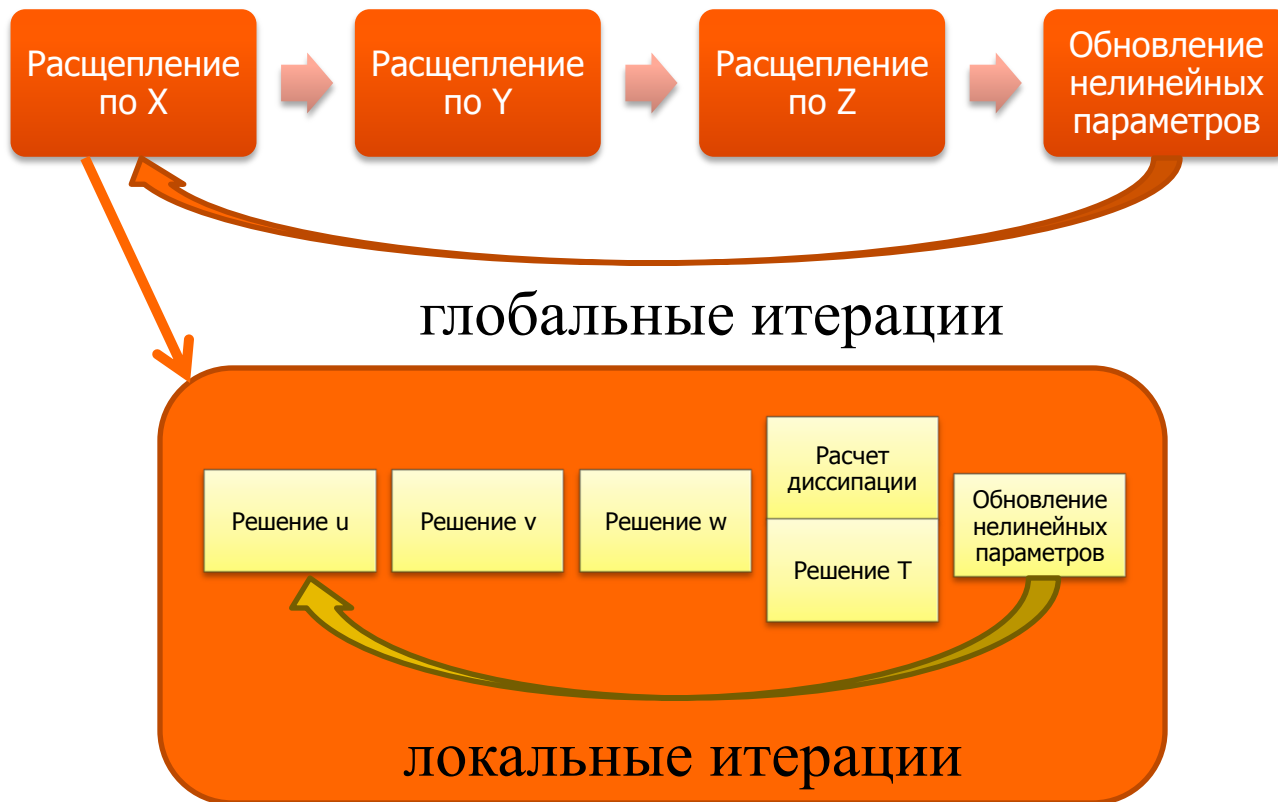 Расщепление
по X
Расщепление
по Y
Расщепление
по Z
Обновление
нелинейных
параметров
глобальные итерации
Решение u
Решение v
Решение w
Расчет
диссипации
Решение T
Обновление
нелинейных
параметров
локальные итерации